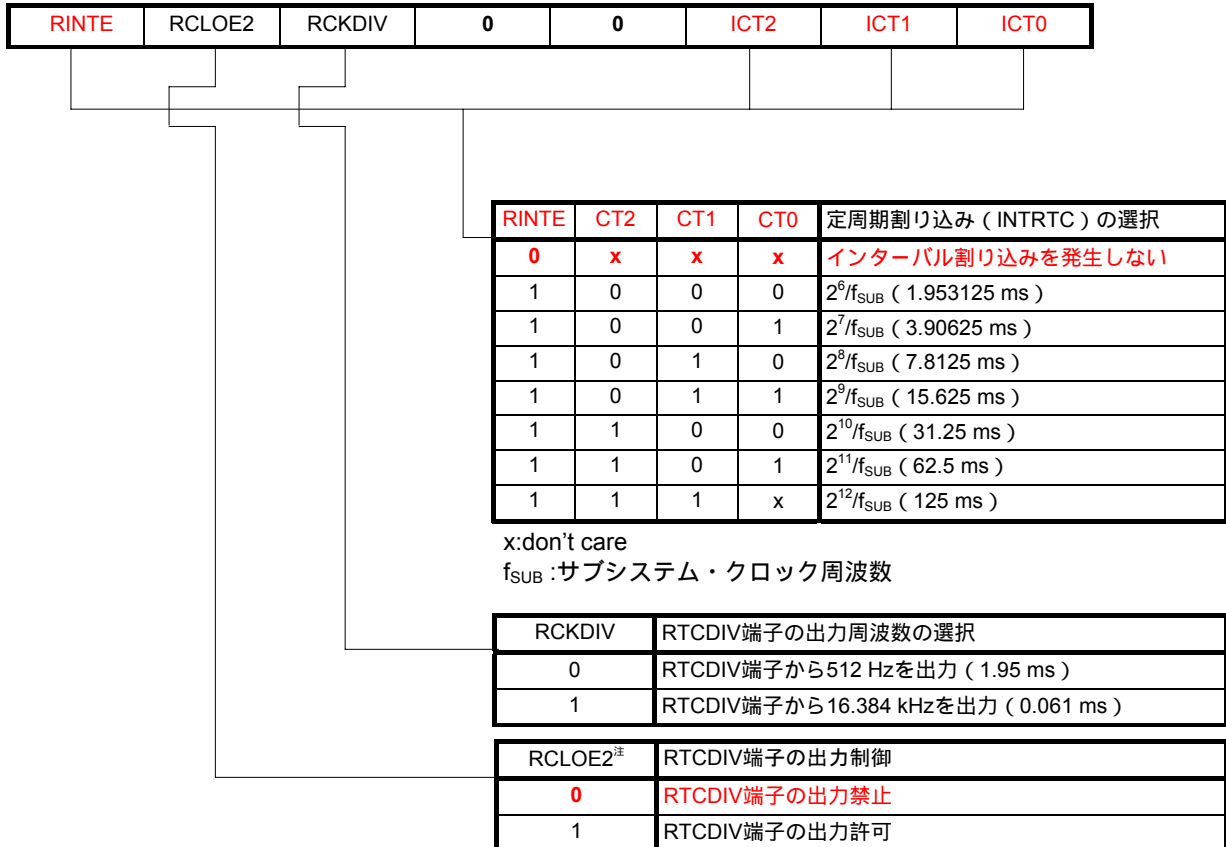 RINTE RCLOE2 RCKDIV 0 0 ICT2 ICT1 ICT0
RINTE CT2 CT1 CT0 定周期割り込み（INTRTC）の選択
0 x x x インターバル割り込みを発生しない
1 0 0 0 2^6/f_SUB（1.953125 ms）
1 0 0 1 2^7/f_SUB（3.90625 ms）
1 0 1 0 2^8/f_SUB（7.8125 ms）
1 0 1 1 2^9/f_SUB（15.625 ms）
1 1 0 0 2^10/f_SUB（31.25 ms）
1 1 0 1 2^11/f_SUB（62.5 ms）
1 1 1 x 2^12/f_SUB（125 ms）
x:don't care
f_SUB :サブシステム・クロック周波数
RCKDIV RTCDIV端子の出力周波数の選択
0 RTCDIV端子から512 Hzを出力（1.95 ms）
1 RTCDIV端子から16.384 kHzを出力（0.061 ms）
RCLOE2注 RTCDIV端子の出力制御
0 RTCDIV端子の出力禁止
1 RTCDIV端子の出力許可